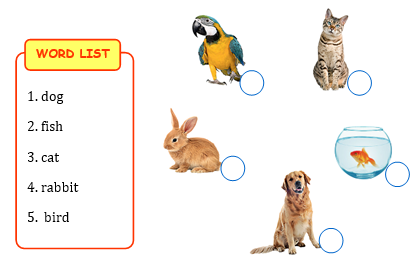 WORD LIST
1. dog
2. fish
3. cat
4. rabbit
5. bird